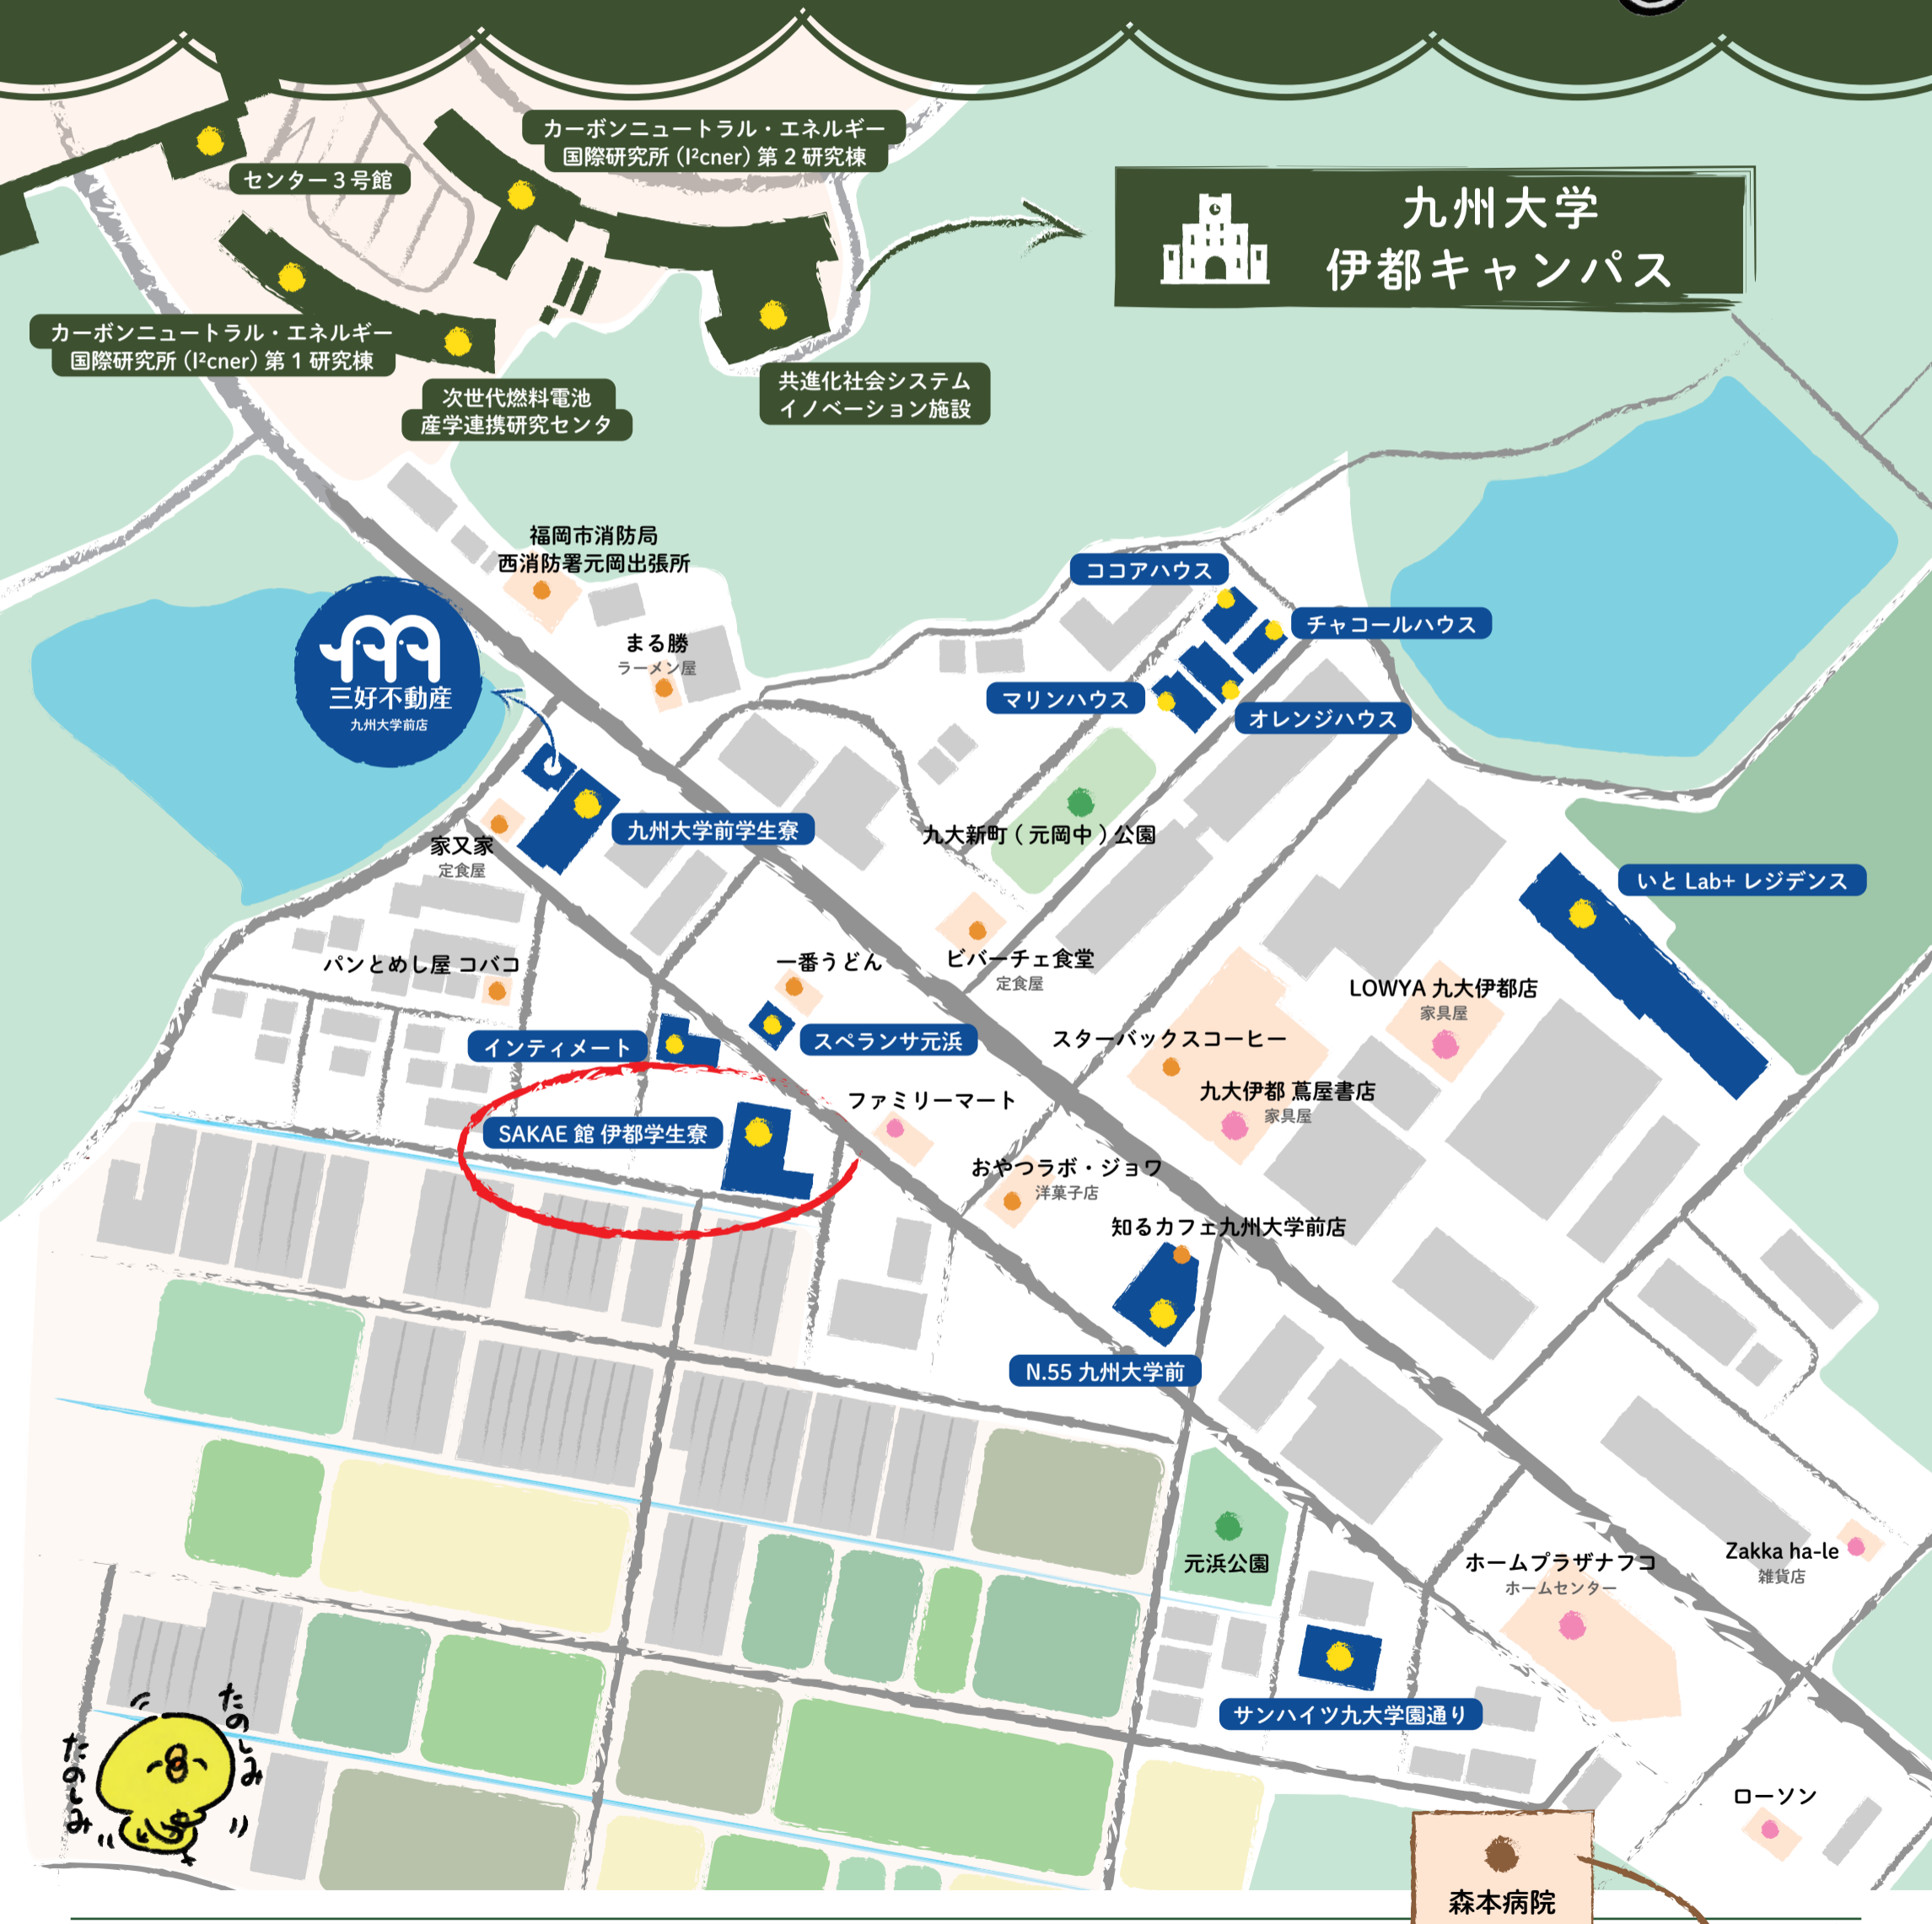 カーボンニュートラル・エネルギー
国際研究所 (I²cner) 第 2 研究棟
センター 3 号館
九州大学
伊都キャンパス
カーボンニュートラル・エネルギー
国際研究所 (I²cner) 第 1 研究棟
次世代燃料電池
産学連携研究センタ
共進化社会システム
イノベーション施設
福岡市消防局
西消防署元岡出張所
ココアハウス
チャコールハウス
まる勝
ラーメン屋
三好不動産
九州大学前店
マリンハウス
オレンジハウス
九州大学前学生寮
九大新町 ( 元岡中 ) 公園
家又家
定食屋
いと Lab+ レジデンス
パンとめし屋 コバコ
一番うどん
ビバーチェ食堂
定食屋
LOWYA 九大伊都店
家具屋
インティメート
スペランサ元浜
スターバックスコーヒー
九大伊都 蔦屋書店
家具屋
ファミリーマート
SAKAE 館 伊都学生寮
おやつラボ・ジョワ
洋菓子店
知るカフェ九州大学前店
N.55 九州大学前
元浜公園
ホームプラザナフコ
ホームセンター
Zakka ha-le
雑貨店
サンハイツ九大学園通り
たのしみ
たのしみ
ローソン
森本病院